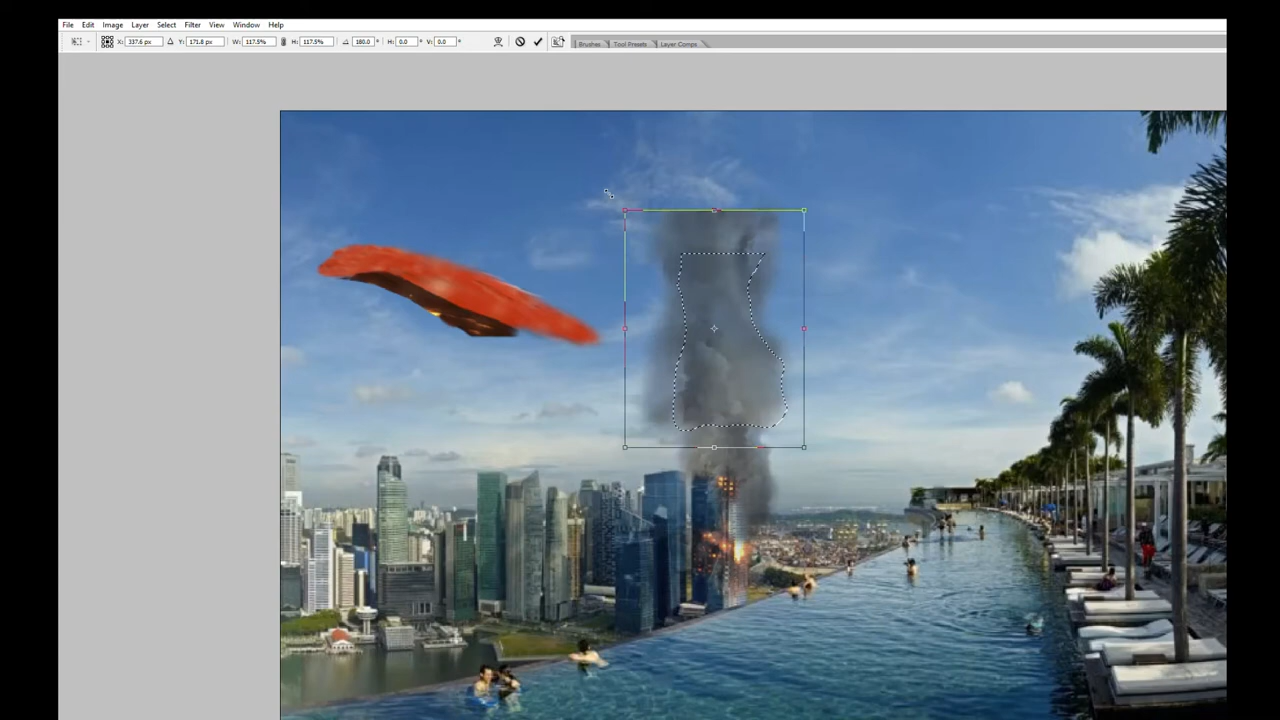 File Edit Image Layer Select Filter View Window Help
X: 337.6 px Y: 171.8 px W: 117.5% H: 117.5% 180.0 ° H: 0.0 ° V: 0.0 ° Brushes Tool Presets Layer Comps